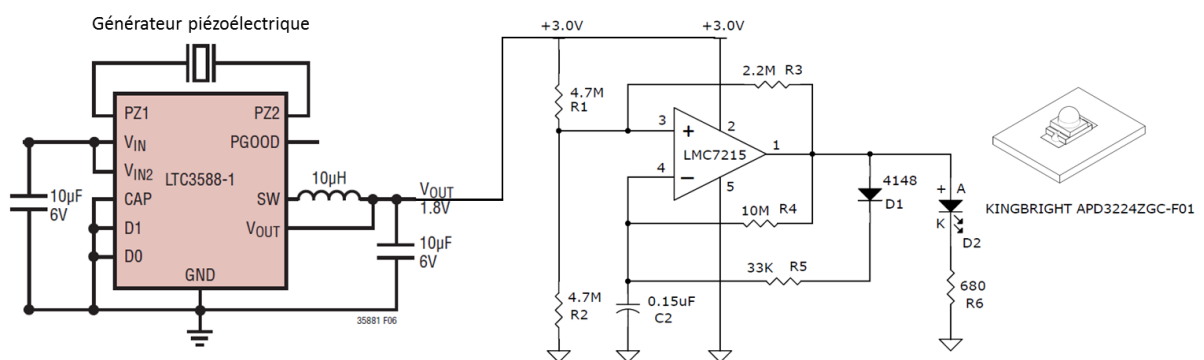 Générateur piézoélectrique
PZ1
PZ2
VIN
PGOOD
VIN2
LTC3588-1
CAP
SW
D1
VOUT
D0
GND
10µF
6V
10µH
VOUT
1.8V
10µF
6V
35881 F06
+3.0V
+3.0V
4.7M
R1
2.2M R3
3
+
2
LMC7215
1
4
−
5
10M R4
33K R5
4148
D1
+ A
K
D2
4.7M
R2
0.15uF
C2
680
R6
KINGBRIGHT APD3224ZGC-F01